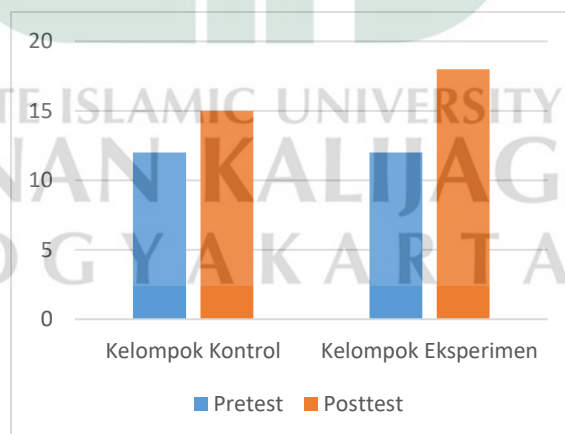 20
TE ISLAMIC UNIVERSITY
15
NAN KALIJAG
10
OGYAKARTA
5
0
Kelompok Kontrol Kelompok Eksperimen
Pretest Posttest